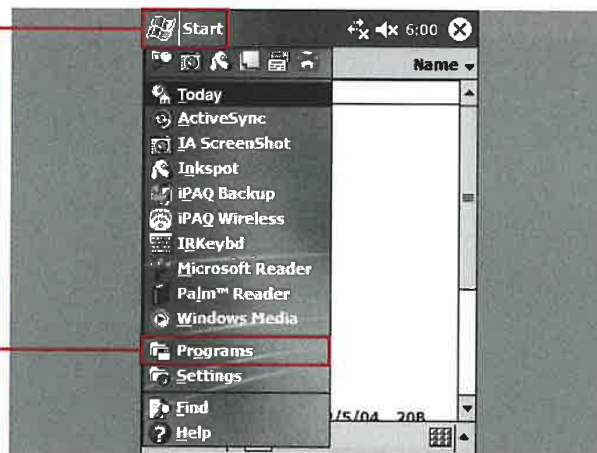 Start 6:00
Name
Today
ActiveSync
IA ScreenShot
Inkspot
iPAQ Backup
iPAQ Wireless
IRKeybd
Microsoft Reader
Palm™ Reader
Windows Media
Programs
Settings
Find
/5/04 20B
Help